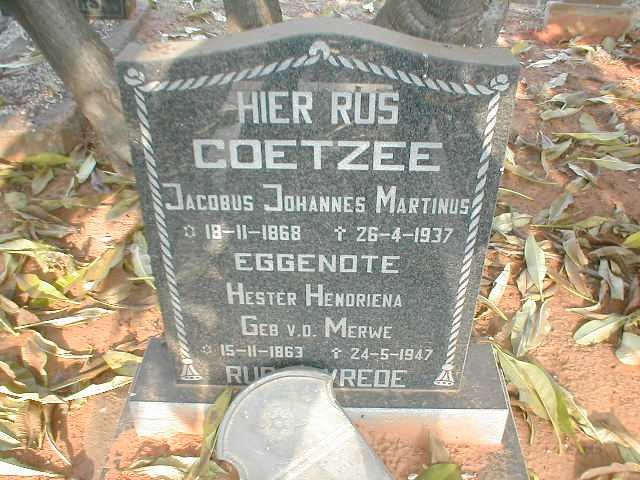 HIER RUS
COETZEE
JACOBUS JOHANNES MARTINUS
✡ 18-11-1868 ✝ 26-4-1937
EGGENOTE
HESTER HENDRIENA
GEB V.D. MERWE
✡ 15-11-1863 ✝ 24-5-1947